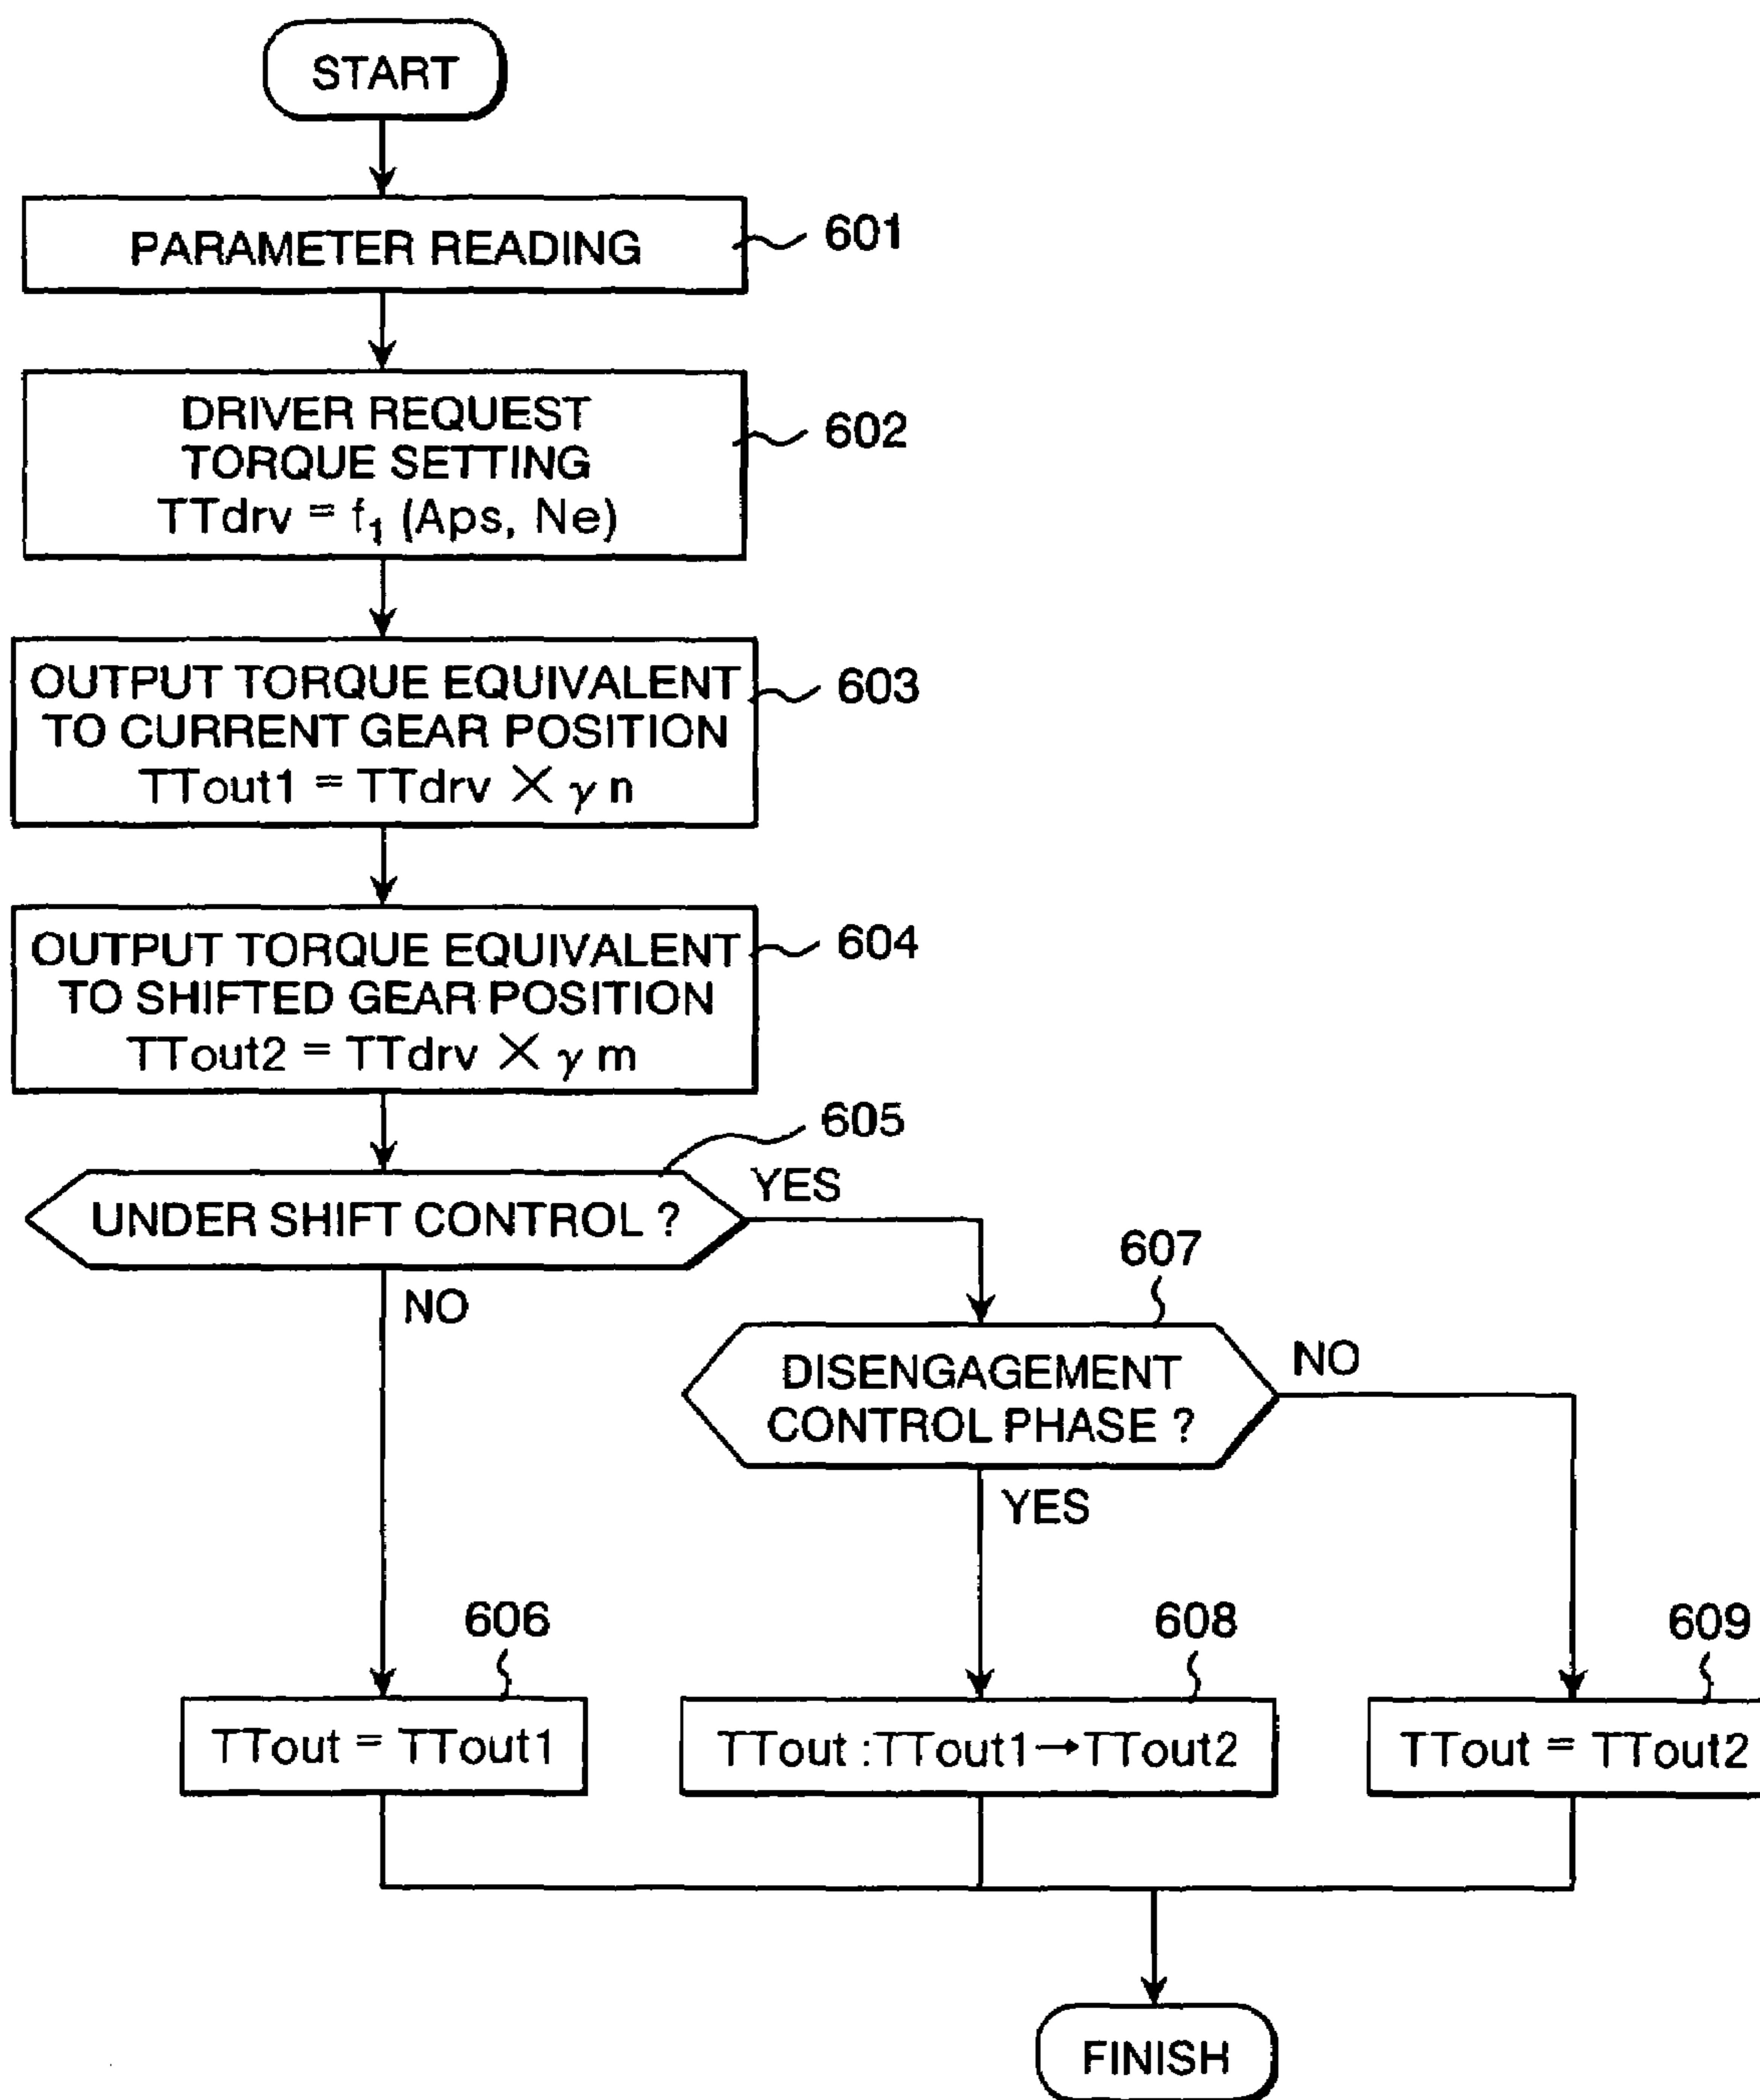 START
PARAMETER READING
601
DRIVER REQUEST
TORQUE SETTING
TTdrv = f₁ (Aps, Ne)
602
OUTPUT TORQUE EQUIVALENT
TO CURRENT GEAR POSITION
TTout1 = TTdrv × γ n
603
OUTPUT TORQUE EQUIVALENT
TO SHIFTED GEAR POSITION
TTout2 = TTdrv × γ m
604
605
UNDER SHIFT CONTROL ?
YES
NO
607
DISENGAGEMENT
CONTROL PHASE ?
NO
YES
606
TTout = TTout1
608
TTout : TTout1→TTout2
609
TTout = TTout2
FINISH